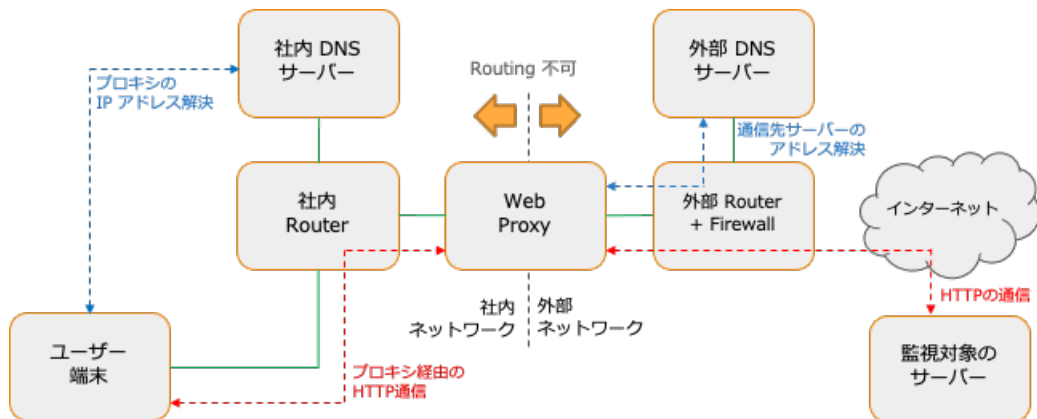 社内 DNS
サーバー
外部 DNS
サーバー
Routing 不可
プロキシの
IP アドレス解決
通信先サーバーの
アドレス解決
社内
Router
Web
Proxy
外部 Router
+ Firewall
インターネット
HTTPの通信
社内
ネットワーク
外部
ネットワーク
ユーザー
端末
プロキシ経由の
HTTP通信
監視対象の
サーバー